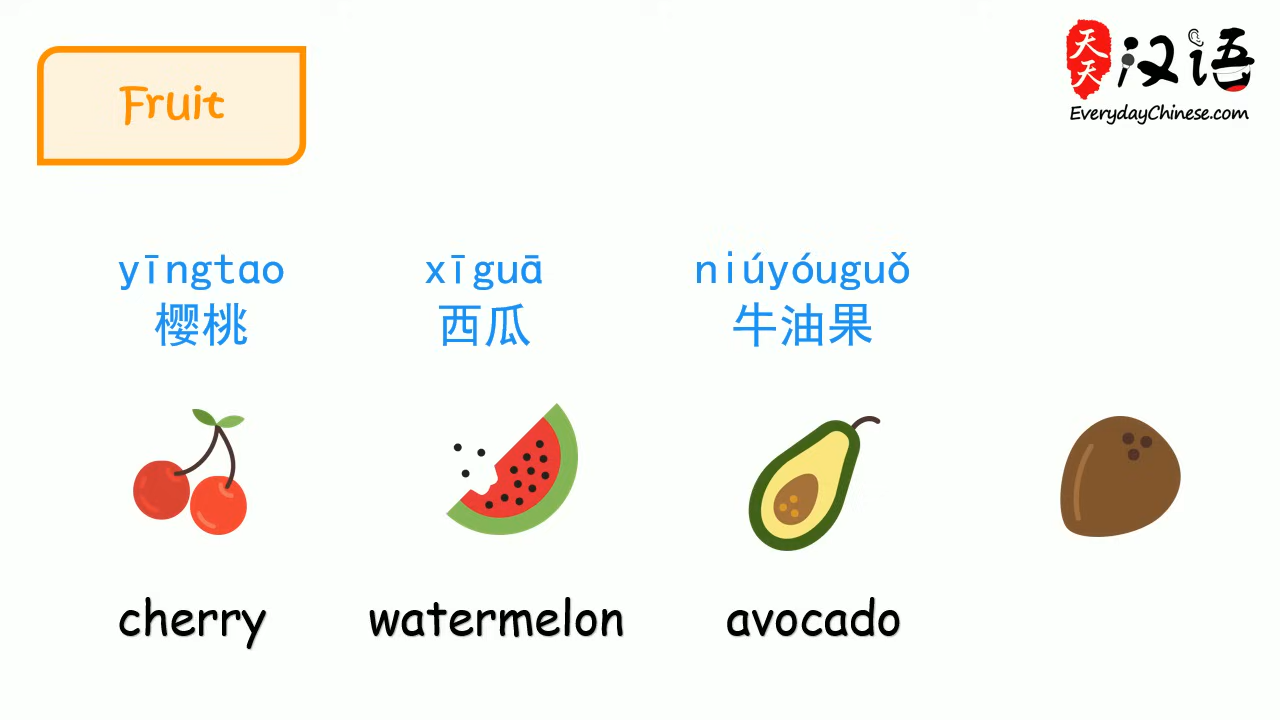 Fruit
天天汉语
EverydayChinese.com
yīngtao xīguā niúyóuguǒ
樱桃 西瓜 牛油果
cherry watermelon avocado